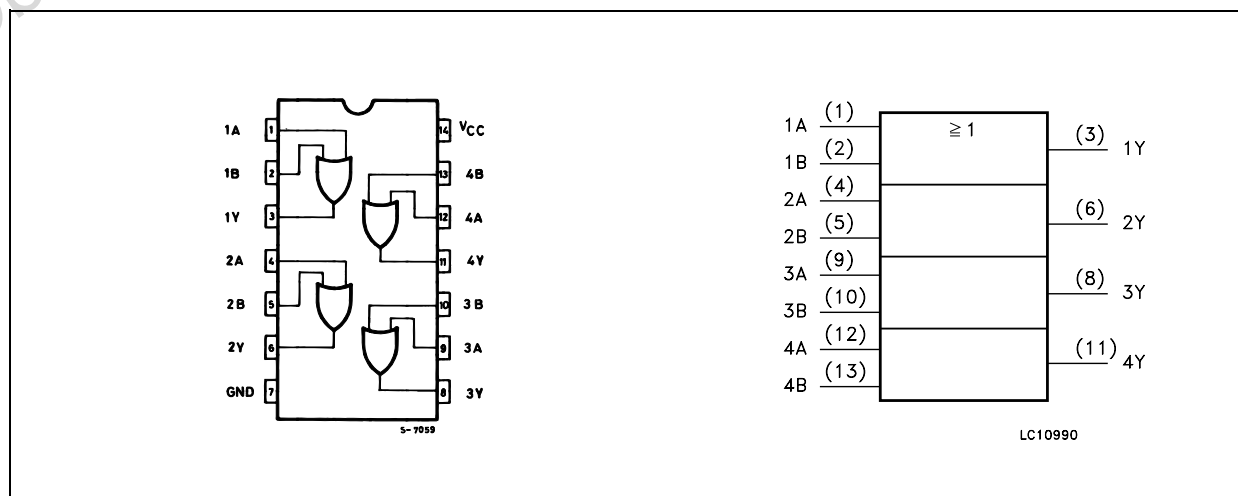 1A 1 14 VCC
1B 2 13 4B
1Y 3 12 4A
2A 4 11 4Y
2B 5 10 3B
2Y 6 9 3A
GND 7 8 3Y
S-7059
1A (1) ≧ 1 (3) 1Y
1B (2)
2A (4) (6) 2Y
2B (5)
3A (9) (8) 3Y
3B (10)
4A (12) (11) 4Y
4B (13)
LC10990